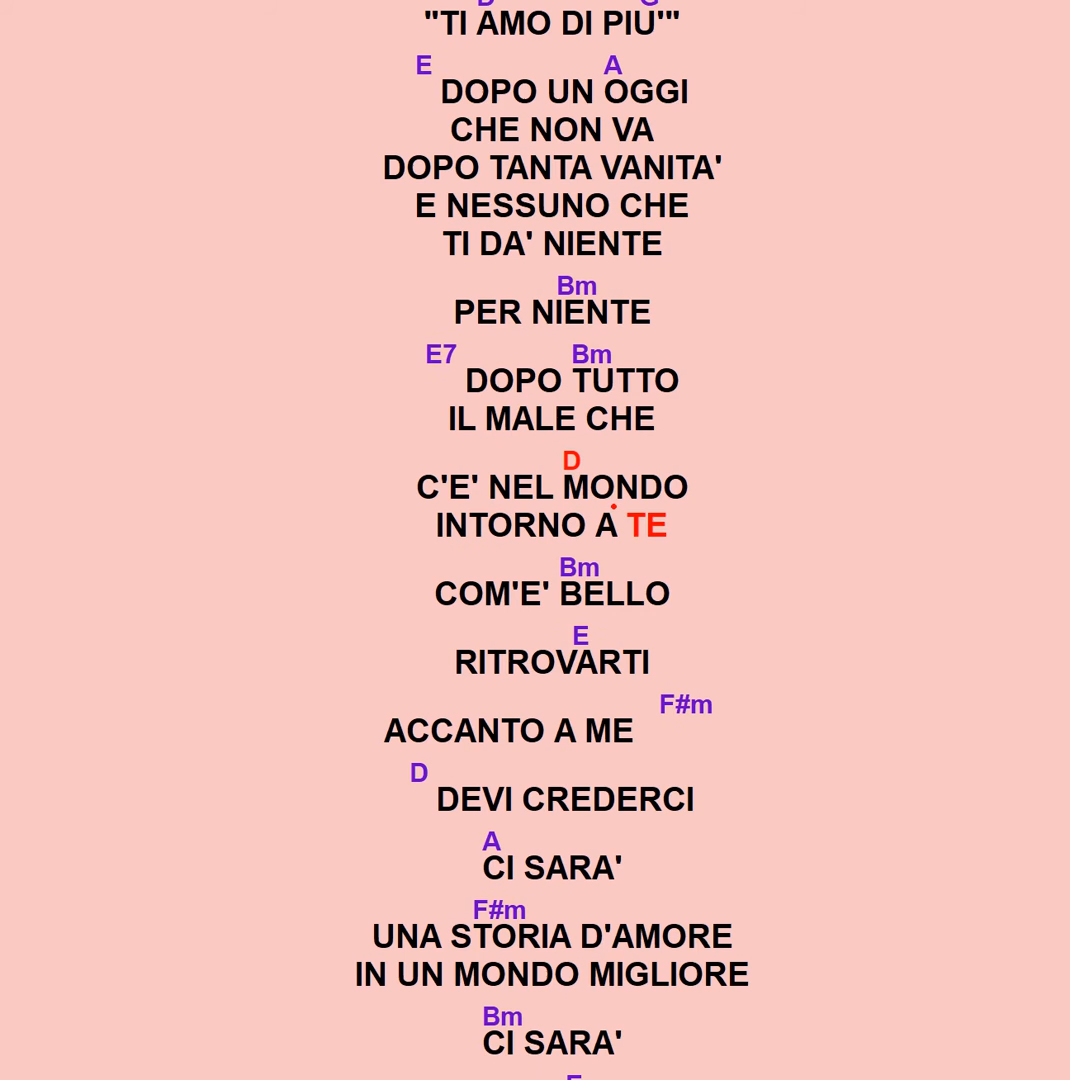 D G
"TI AMO DI PIU'"
E A
DOPO UN OGGI
CHE NON VA
DOPO TANTA VANITA'
E NESSUNO CHE
TI DA' NIENTE
Bm
PER NIENTE
E7 Bm
DOPO TUTTO
IL MALE CHE
D
C'E' NEL MONDO
INTORNO A TE
Bm
COM'E' BELLO
E
RITROVARTI
F#m
ACCANTO A ME
D
DEVI CREDERCI
A
CI SARA'
F#m
UNA STORIA D'AMORE
IN UN MONDO MIGLIORE
Bm
CI SARA'